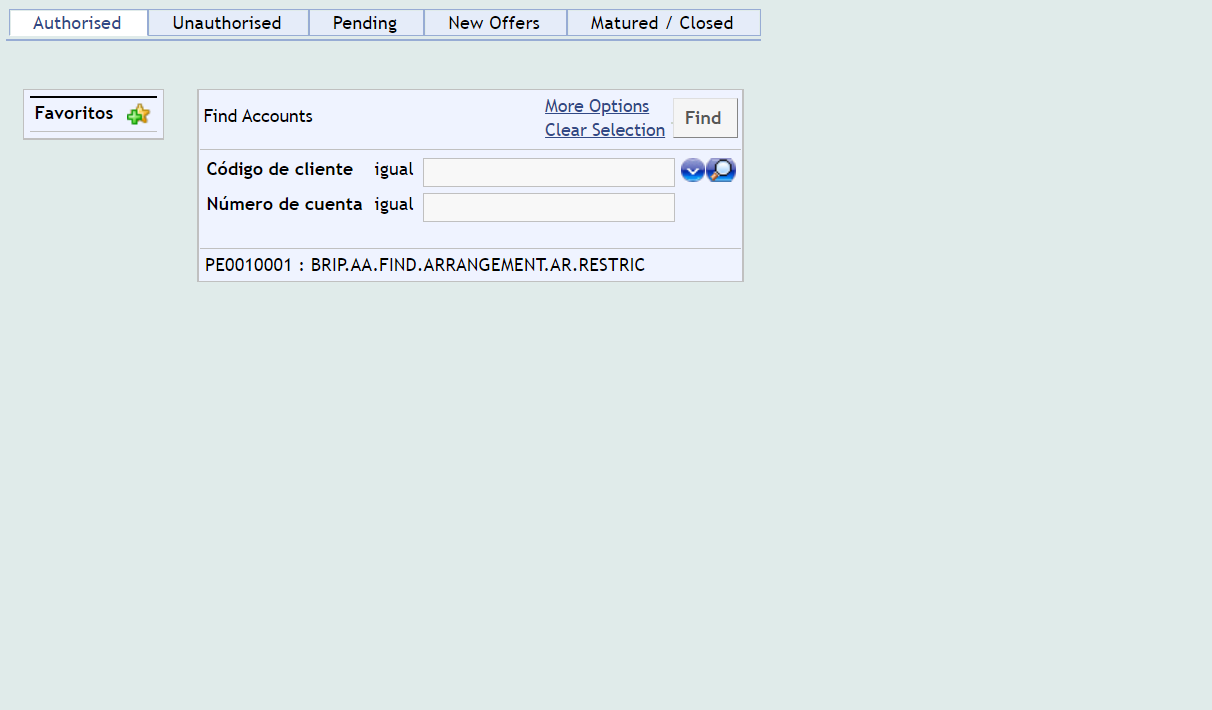 Authorised Unauthorised Pending New Offers Matured / Closed
Favoritos
Find Accounts
More Options
Clear Selection
Find
Código de cliente igual
Número de cuenta igual
PE0010001 : BRIP.AA.FIND.ARRANGEMENT.AR.RESTRIC